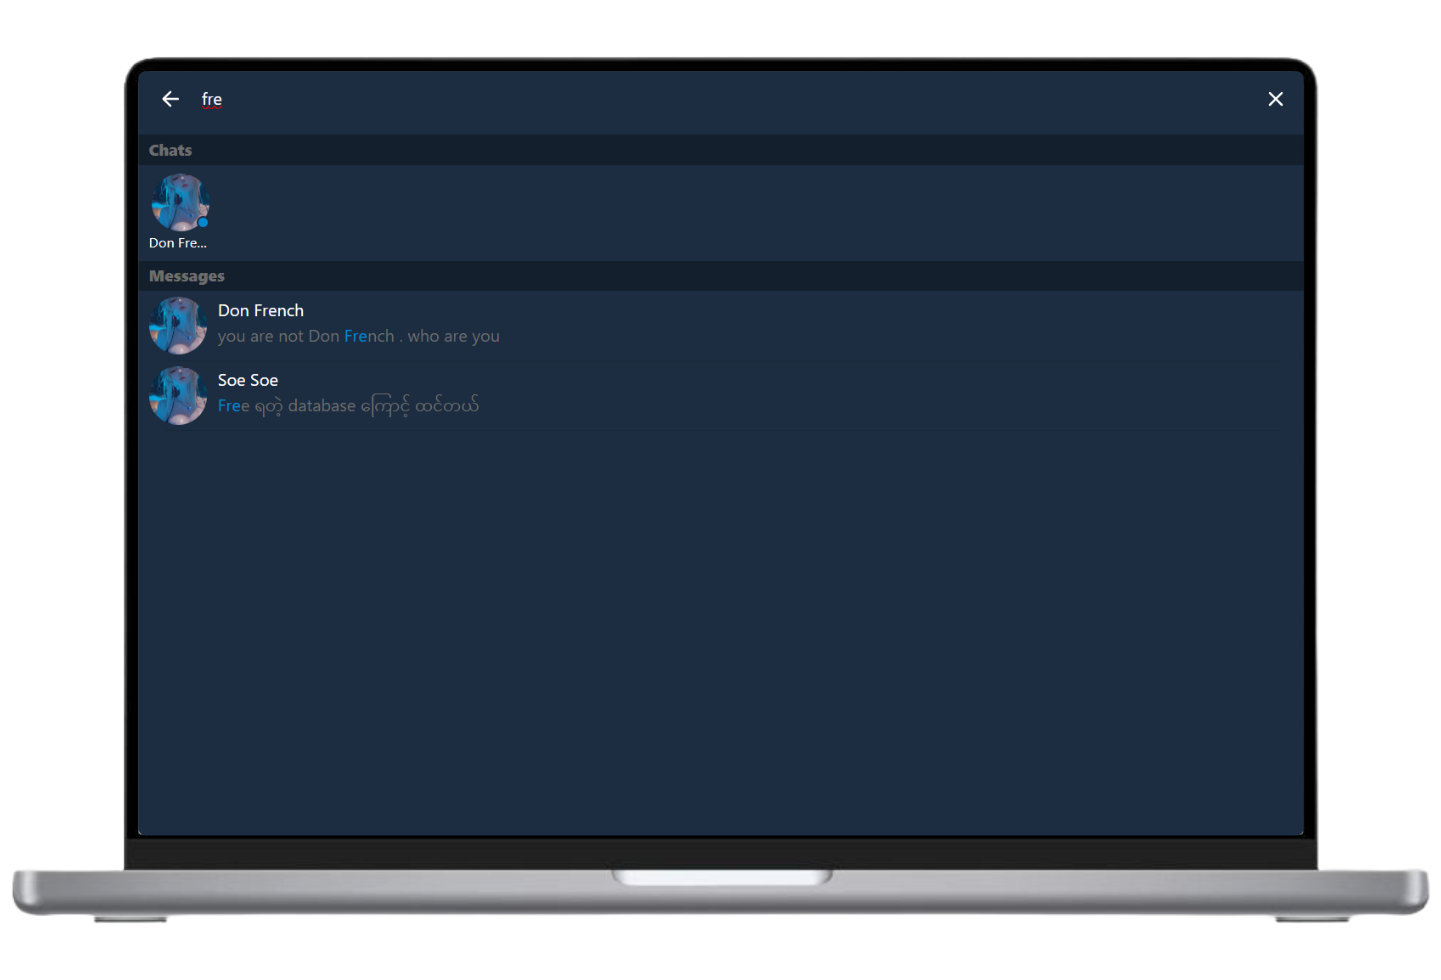 fre
Chats
Don Fre...
Messages
Don French
you are not Don French . who are you
Soe Soe
Free ရတဲ့ database ကြောင့် ထင်တယ်